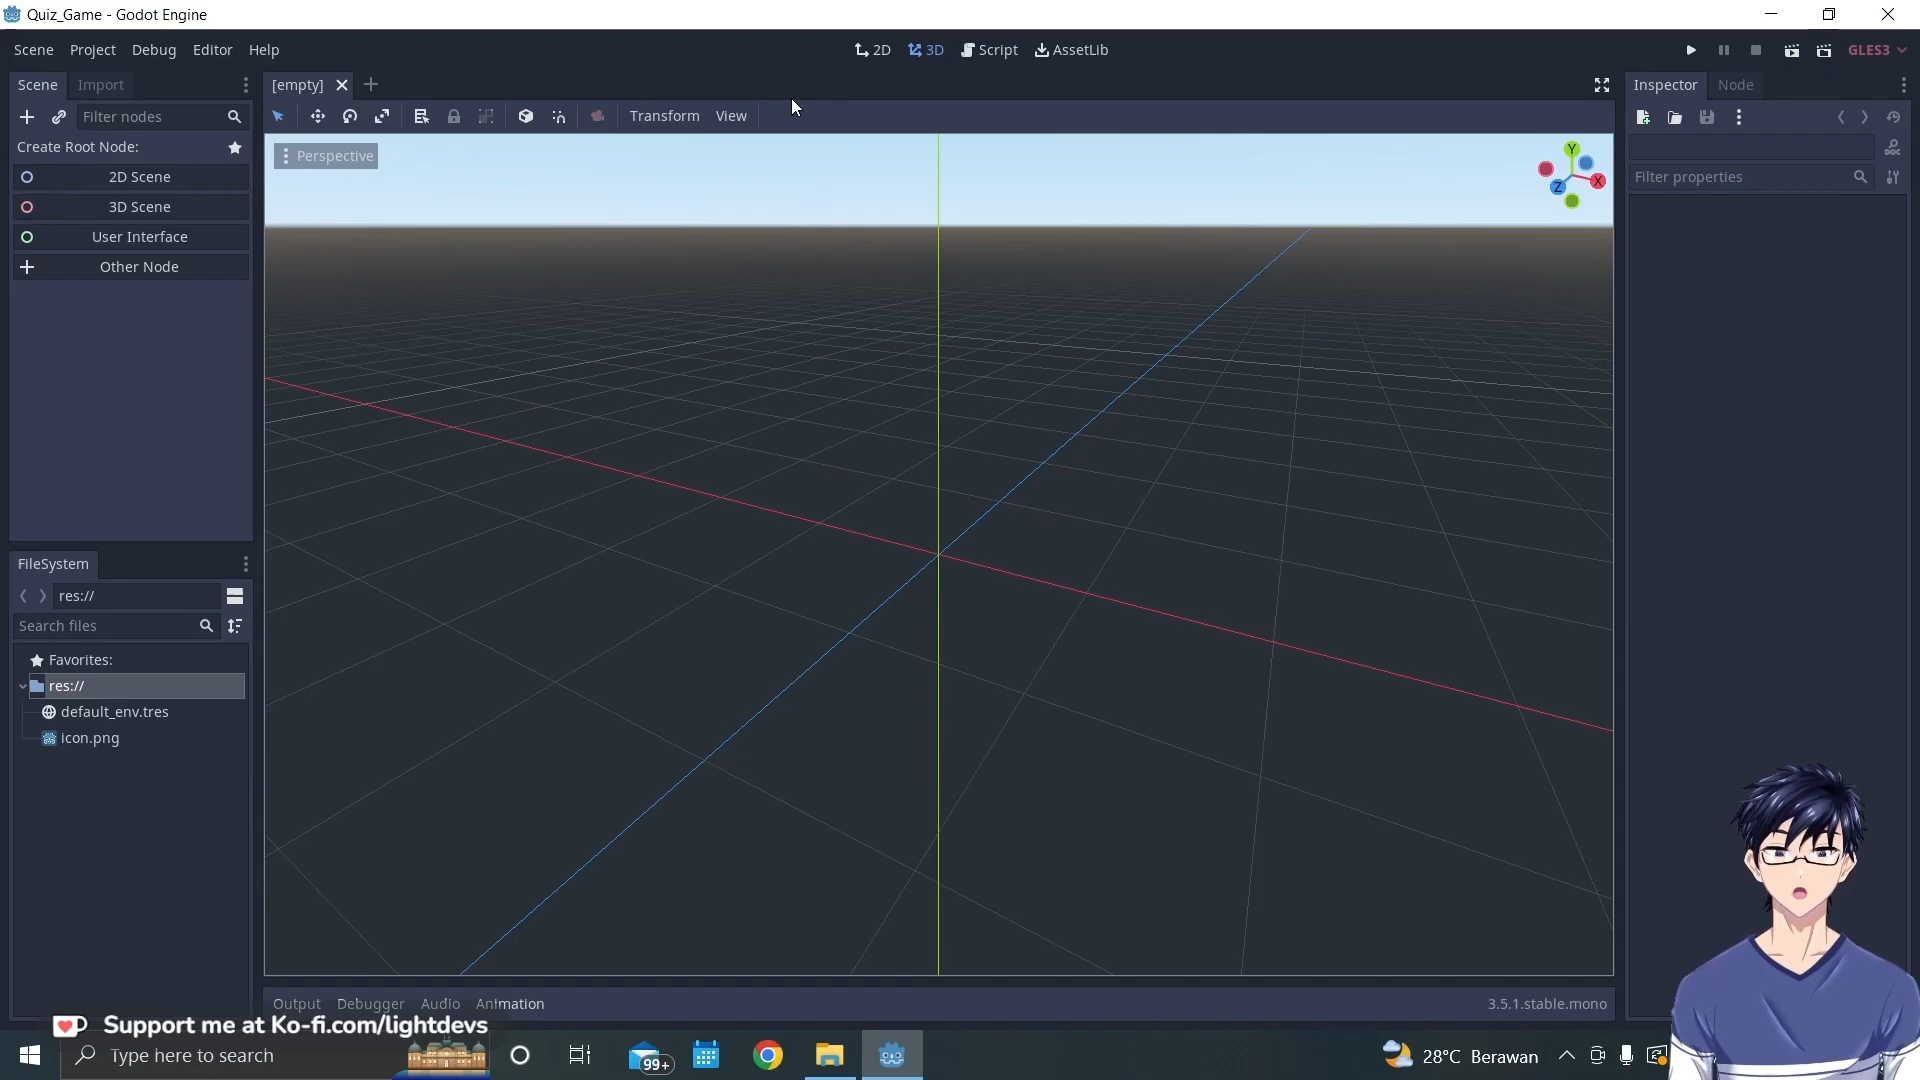 Quiz_Game - Godot Engine
Scene Project Debug Editor Help
2D 3D Script AssetLib
GLES3
Scene Import
[empty]
Inspector Node
Filter nodes
Transform View
Create Root Node:
Perspective
Y
X
Z
DOC
2D Scene
Filter properties
3D Scene
User Interface
Other Node
FileSystem
res://
Search files
Favorites:
res://
default_env.tres
icon.png
Output Debugger Audio Animation
3.5.1.stable.mono
Support me at Ko-fi.com/lightdevs
Type here to search
99+
28°C Berawan